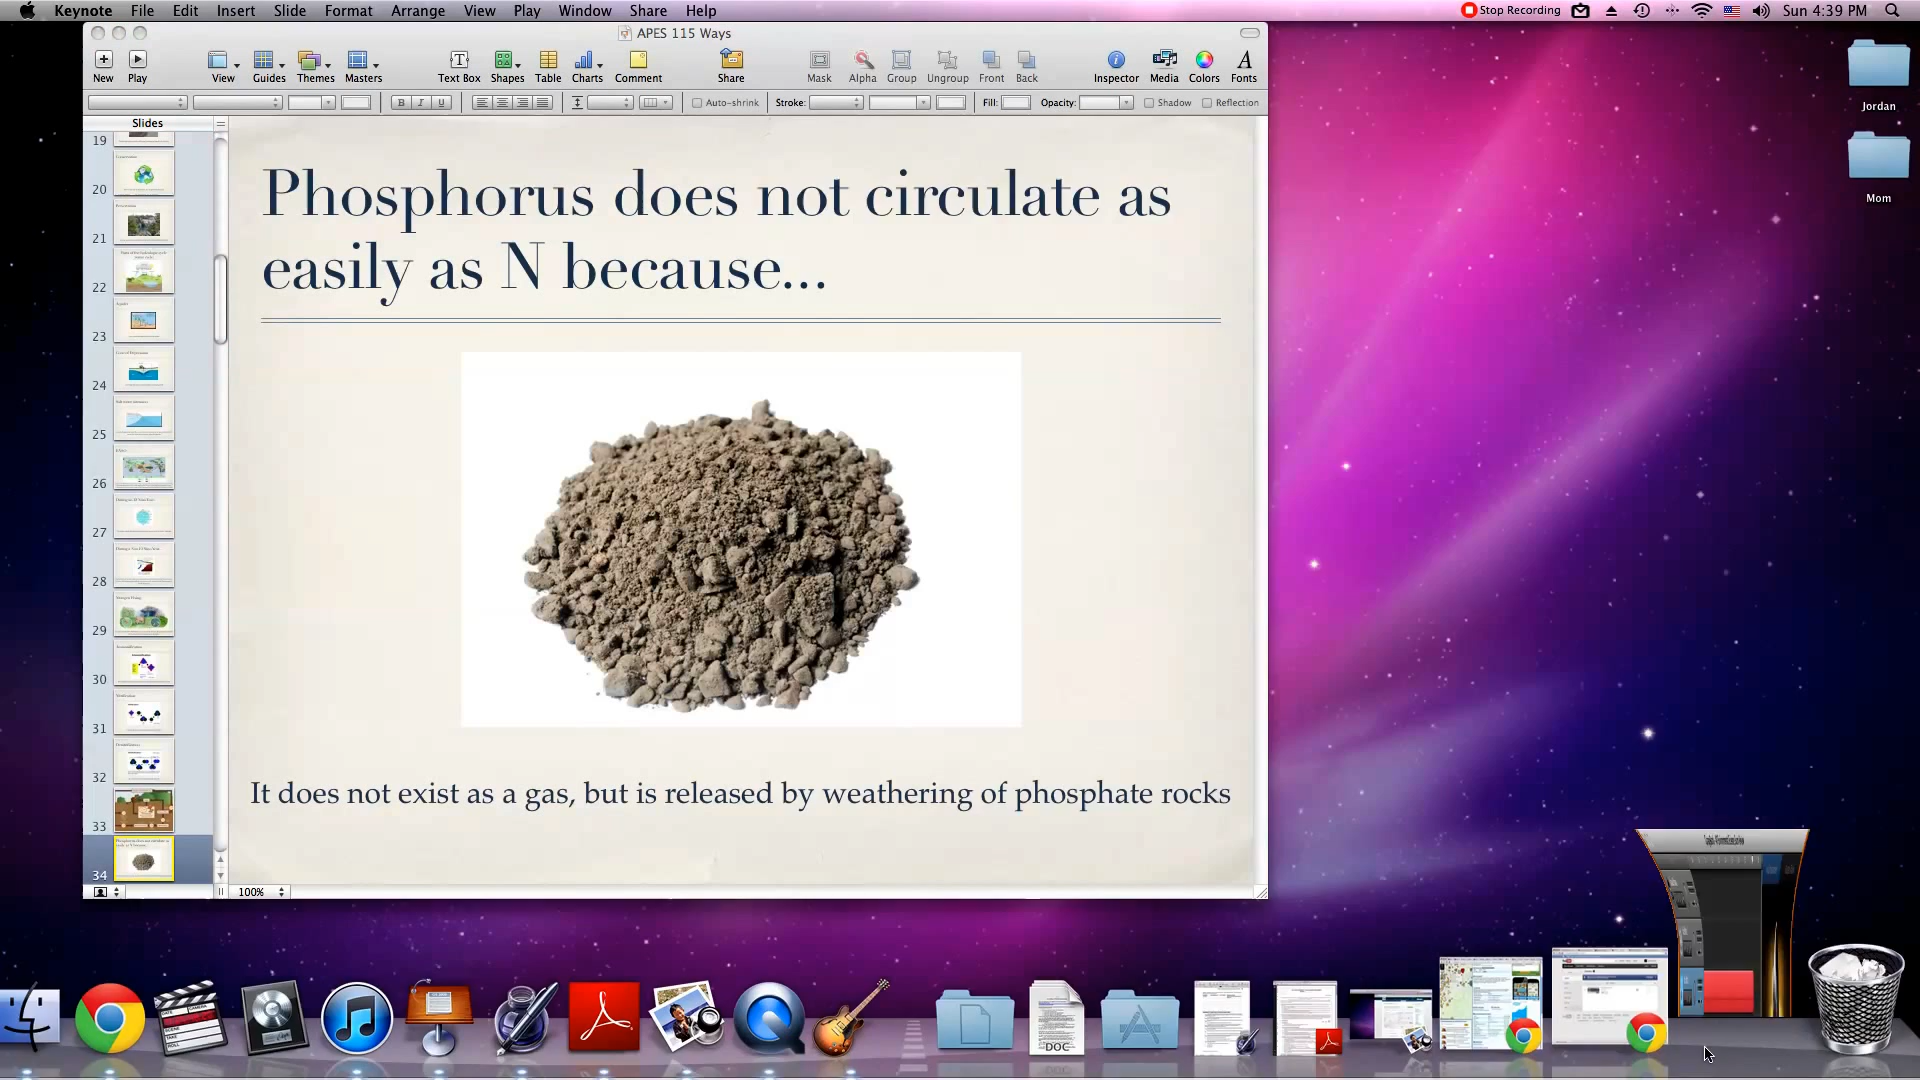 Keynote File Edit Insert Slide Format Arrange View Play Window Share Help
Stop Recording Sun 4:39 PM
APES 115 Ways
New Play View Guides Themes Masters Text Box Shapes Table Charts Comment Share Mask Alpha Group Ungroup Front Back Inspector Media Colors Fonts
B I U Auto-shrink Stroke: Fill: Opacity: Shadow Reflection
Slides
19
20
21
22
23
24
25
26
27
28
29
30
31
32
33
34
Phosphorus does not circulate as
easily as N because...
It does not exist as a gas, but is released by weathering of phosphate rocks
100%
Jordan
Mom
DOC